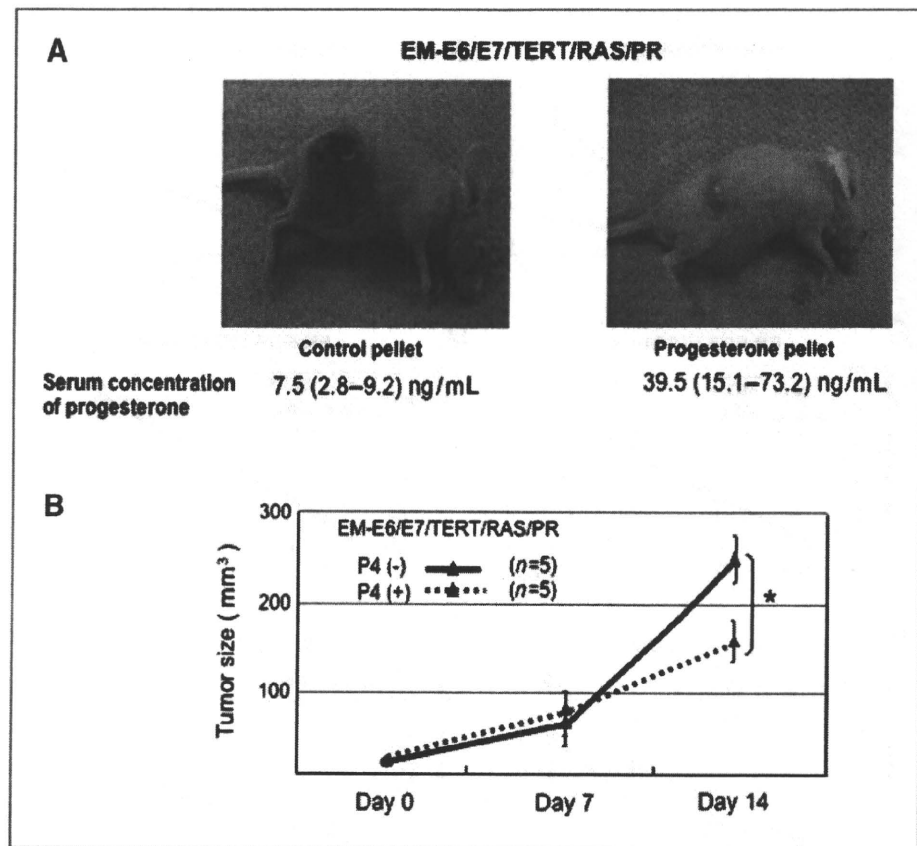 A
EM-E6/E7/TERT/RAS/PR
Control pellet
Progesterone pellet
Serum concentration
of progesterone
7.5 (2.8–9.2) ng/mL
39.5 (15.1–73.2) ng/mL
B
Tumor size ( mm³ )
300
200
100
EM-E6/E7/TERT/RAS/PR
P4 (-) (n=5)
P4 (+) (n=5)
*
Day 0 Day 7 Day 14